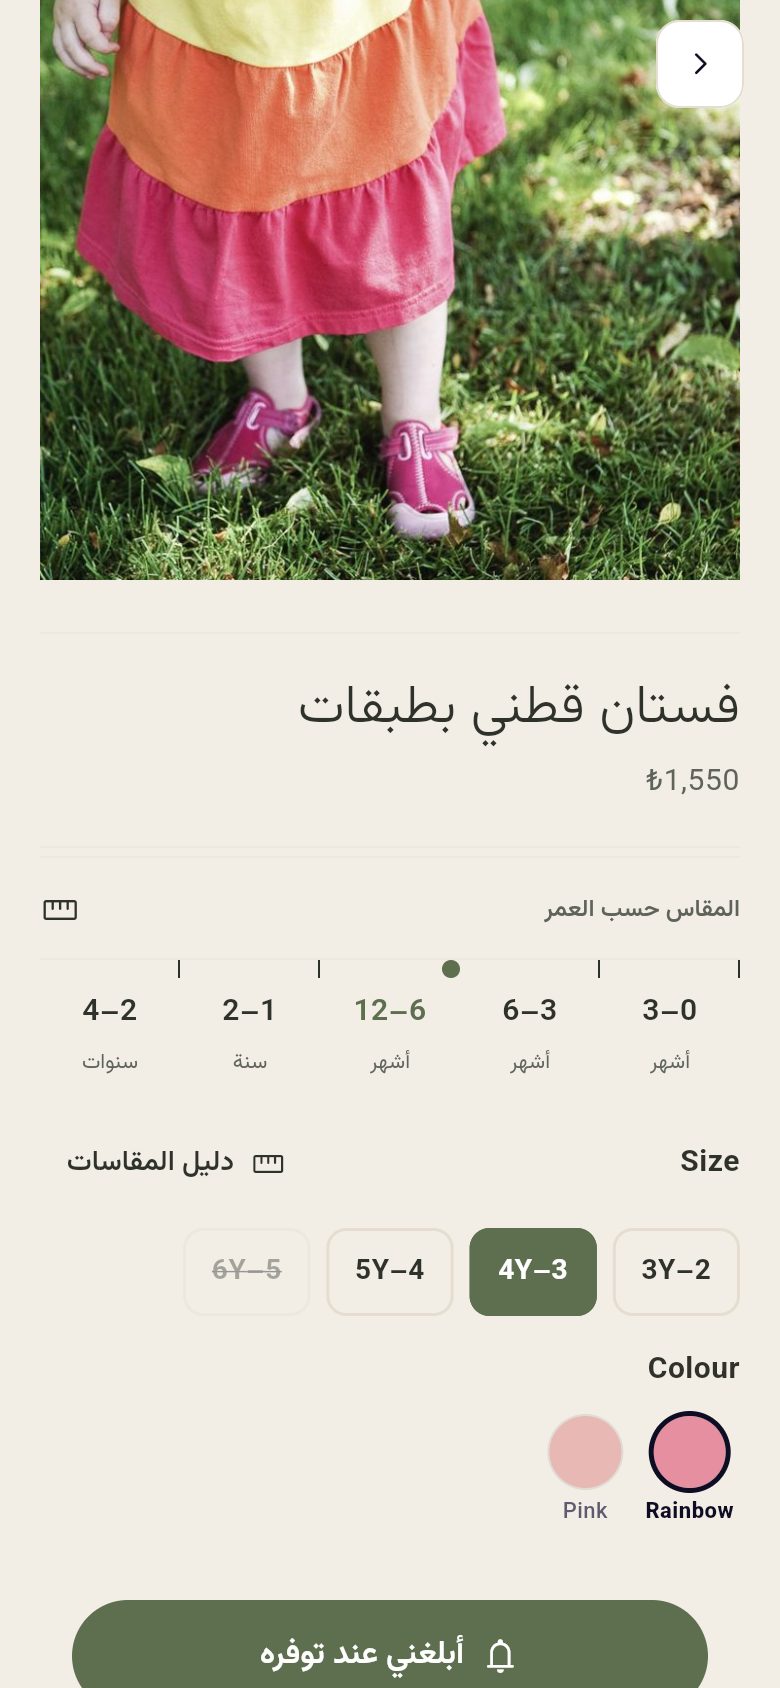 فستان قطني بطبقات
₺1,550
المقاس حسب العمر
3–0 6–3 12–6 2–1 4–2
أشهر أشهر أشهر سنة سنوات
Size دليل المقاسات
3Y–2 4Y–3 5Y–4 6Y–5
Colour
Rainbow Pink
أبلغني عند توفره